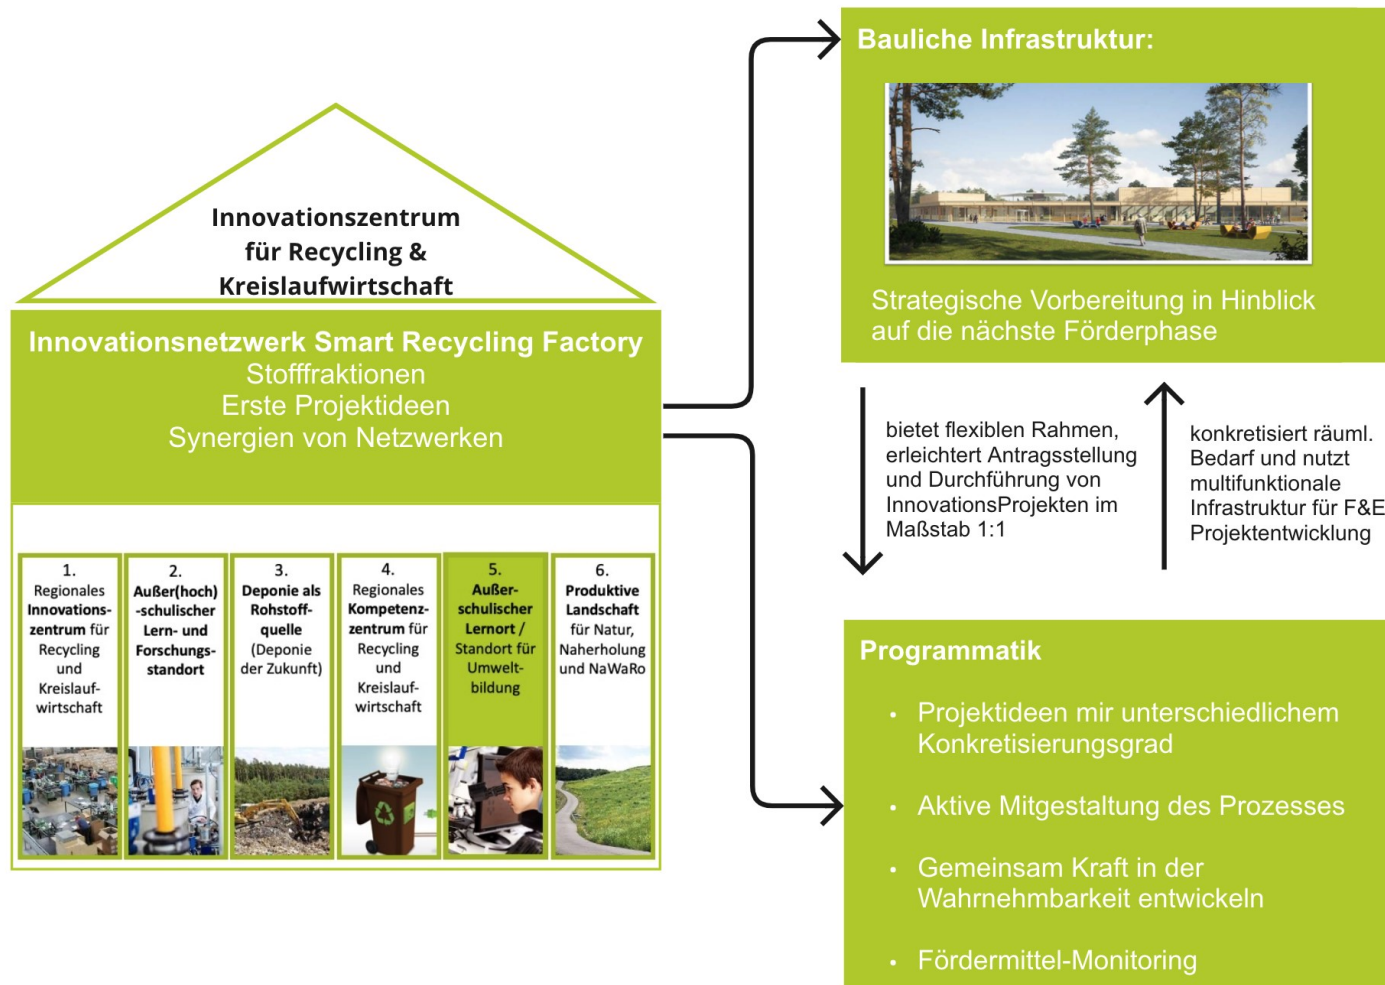 Innovationszentrum
für Recycling &
Kreislaufwirtschaft
Innovationsnetzwerk Smart Recycling Factory
Stofffraktionen
Erste Projektideen
Synergien von Netzwerken
1.
Regionales
Innovations-
zentrum für
Recycling
und
Kreislauf-
wirtschaft
2.
Außer(hoch)
-schulischer
Lern- und
Forschungs-
standort
3.
Deponie als
Rohstoff-
quelle
(Deponie
der Zukunft)
4.
Regionales
Kompetenz-
zentrum für
Recycling
und
Kreislauf-
wirtschaft
5.
Außer-
schulischer
Lernort /
Standort für
Umwelt-
bildung
6.
Produktive
Landschaft
für Natur,
Naherholung
und NaWaRo
Bauliche Infrastruktur:
Strategische Vorbereitung in Hinblick
auf die nächste Förderphase
bietet flexiblen Rahmen,
erleichtert Antragsstellung
und Durchführung von
InnovationsProjekten im
Maßstab 1:1
konkretisiert räuml.
Bedarf und nutzt
multifunktionale
Infrastruktur für F&E
Projektentwicklung
Programmatik
• Projektideen mir unterschiedlichem
Konkretisierungsgrad
• Aktive Mitgestaltung des Prozesses
• Gemeinsam Kraft in der
Wahrnehmbarkeit entwickeln
• Fördermittel-Monitoring